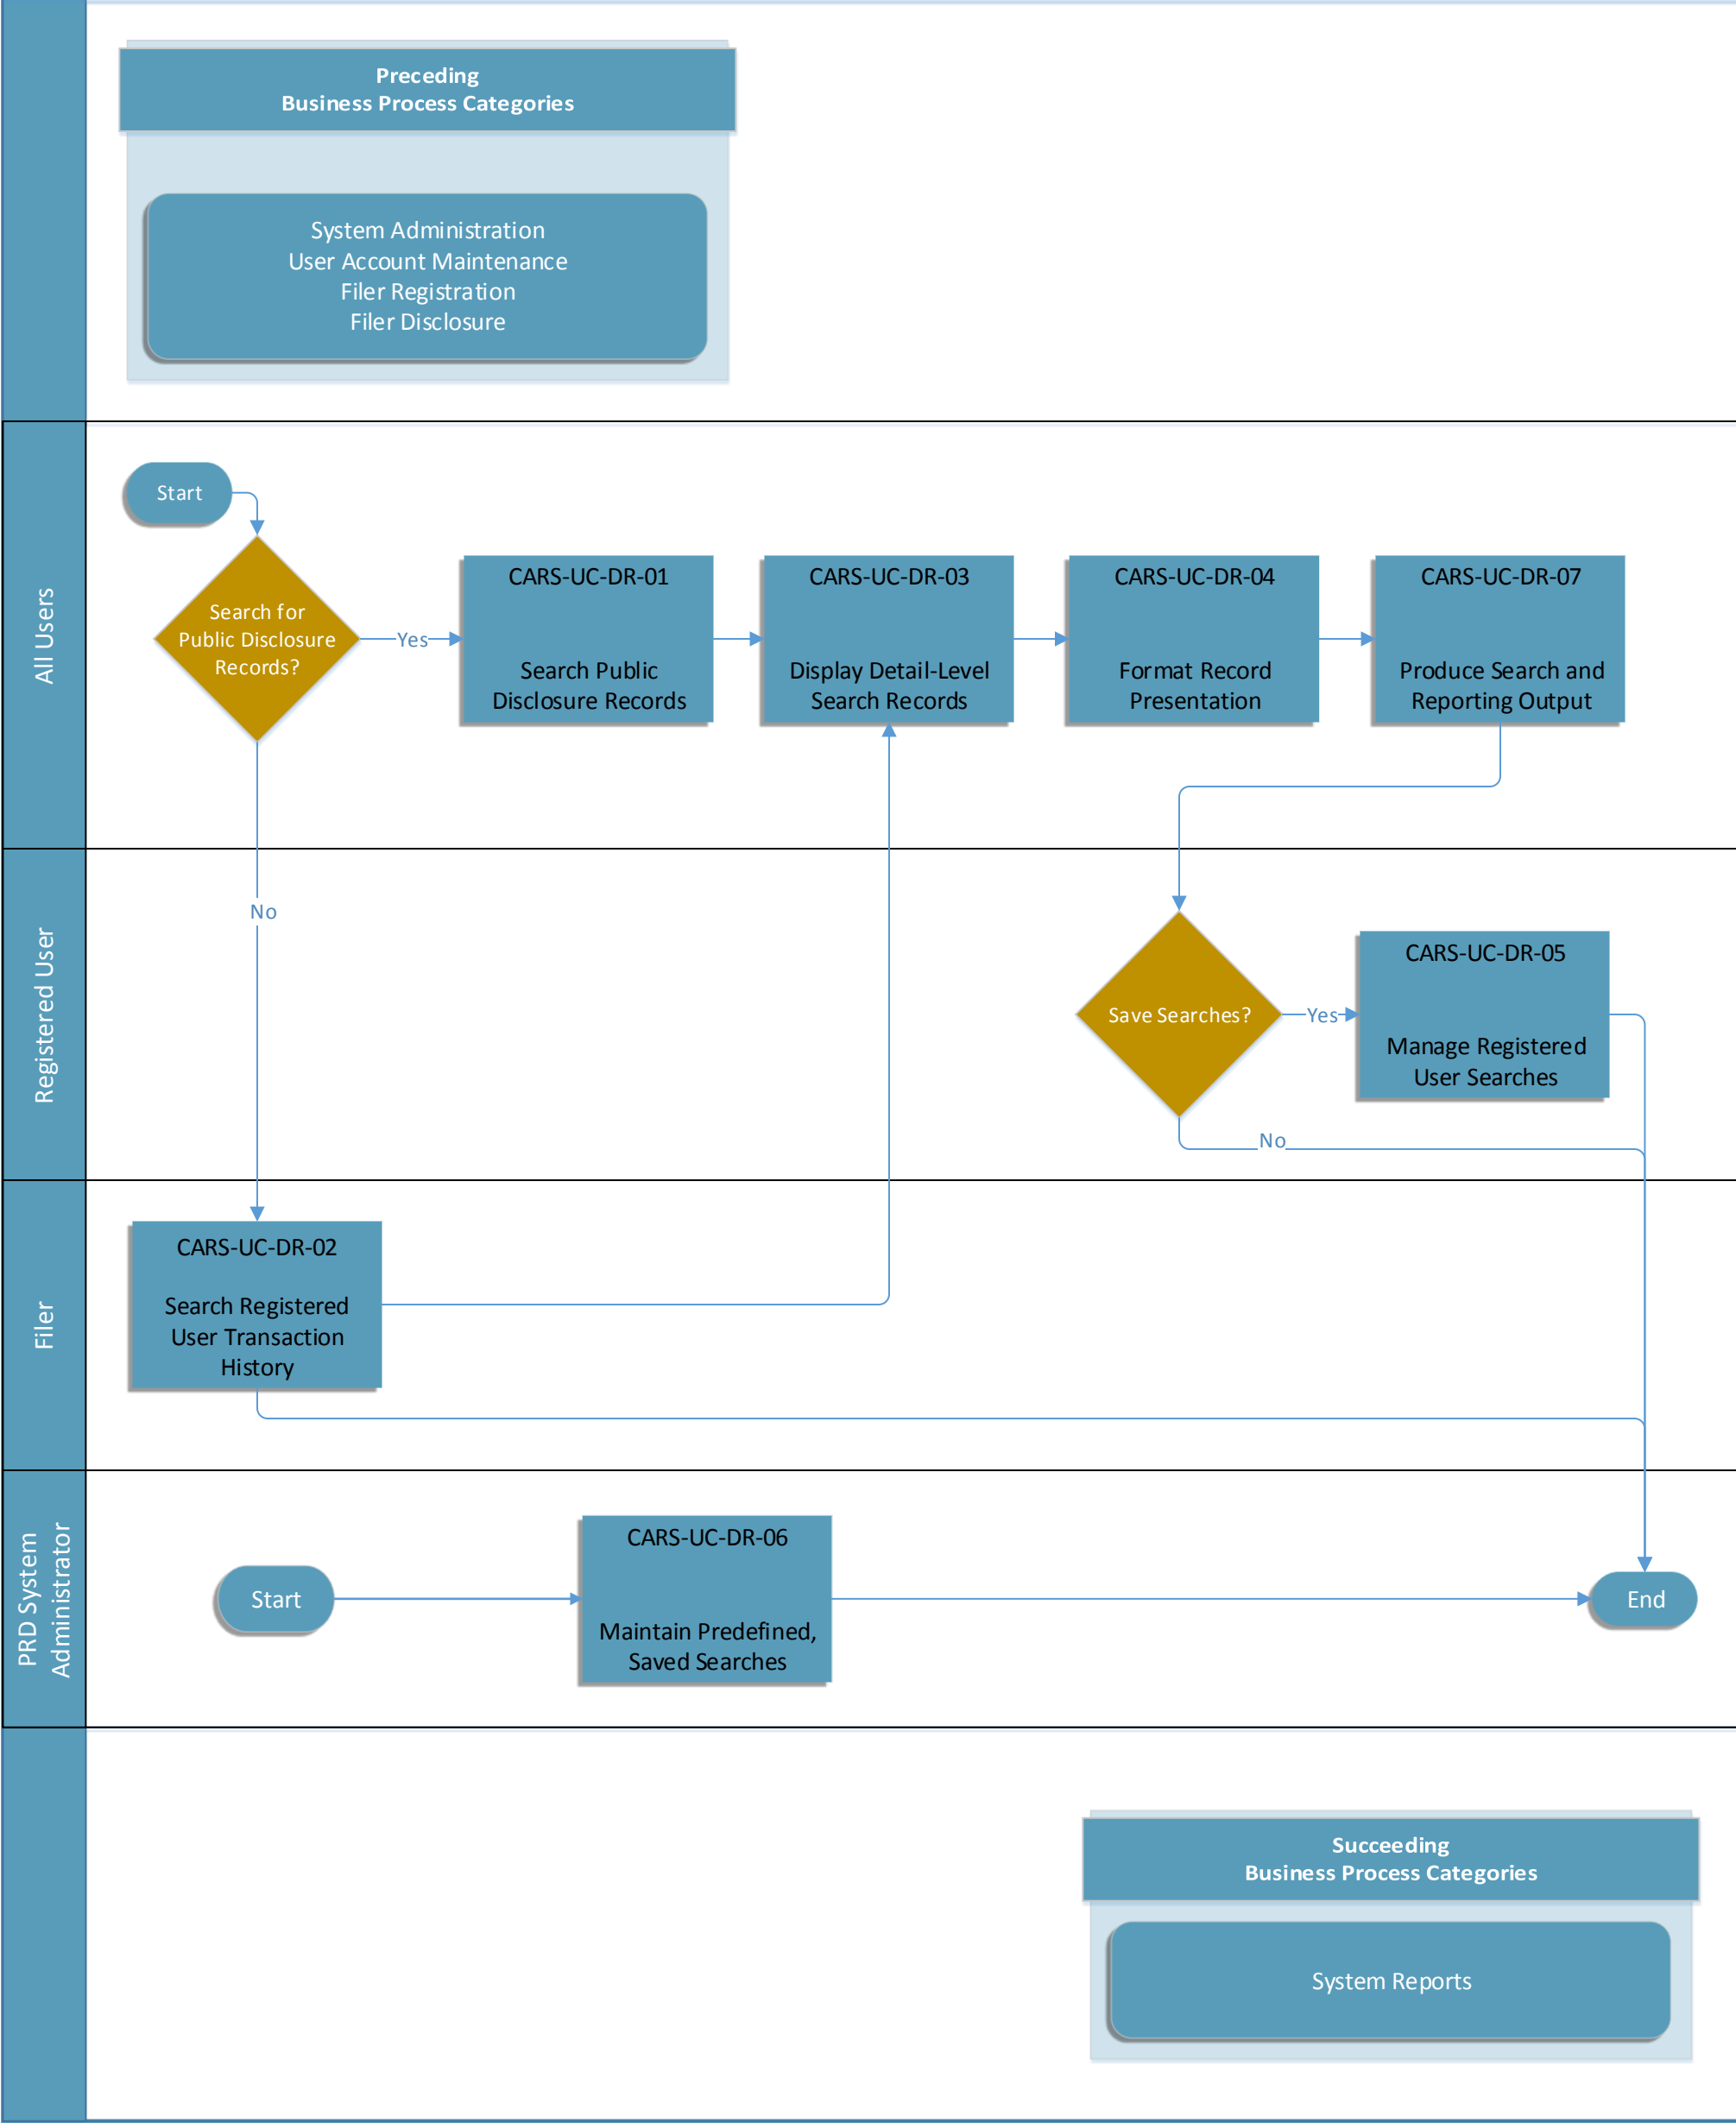 Preceding
Business Process Categories
System Administration
User Account Maintenance
Filer Registration
Filer Disclosure
All Users
Start
Search for
Public Disclosure
Records?
Yes
CARS-UC-DR-01
Search Public
Disclosure Records
CARS-UC-DR-03
Display Detail-Level
Search Records
CARS-UC-DR-04
Format Record
Presentation
CARS-UC-DR-07
Produce Search and
Reporting Output
No
Registered User
Save Searches?
Yes
CARS-UC-DR-05
Manage Registered
User Searches
No
Filer
CARS-UC-DR-02
Search Registered
User Transaction
History
PRD System
Administrator
Start
CARS-UC-DR-06
Maintain Predefined,
Saved Searches
End
Succeeding
Business Process Categories
System Reports